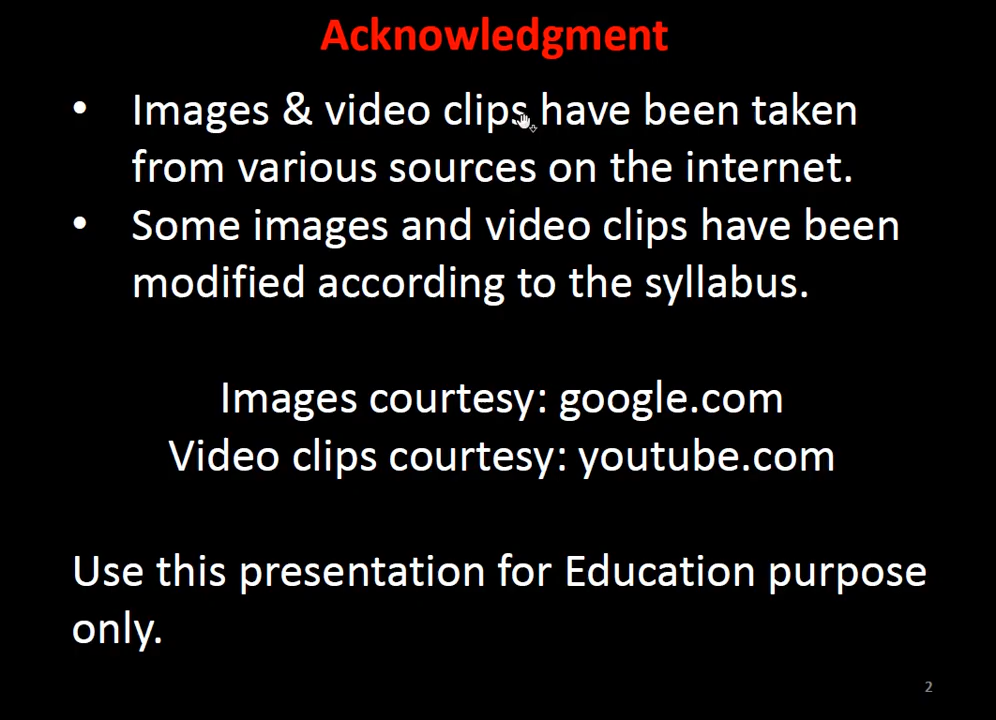 Acknowledgment
• Images & video clips have been taken
from various sources on the internet.
• Some images and video clips have been
modified according to the syllabus.
Images courtesy: google.com
Video clips courtesy: youtube.com
Use this presentation for Education purpose
only.
2